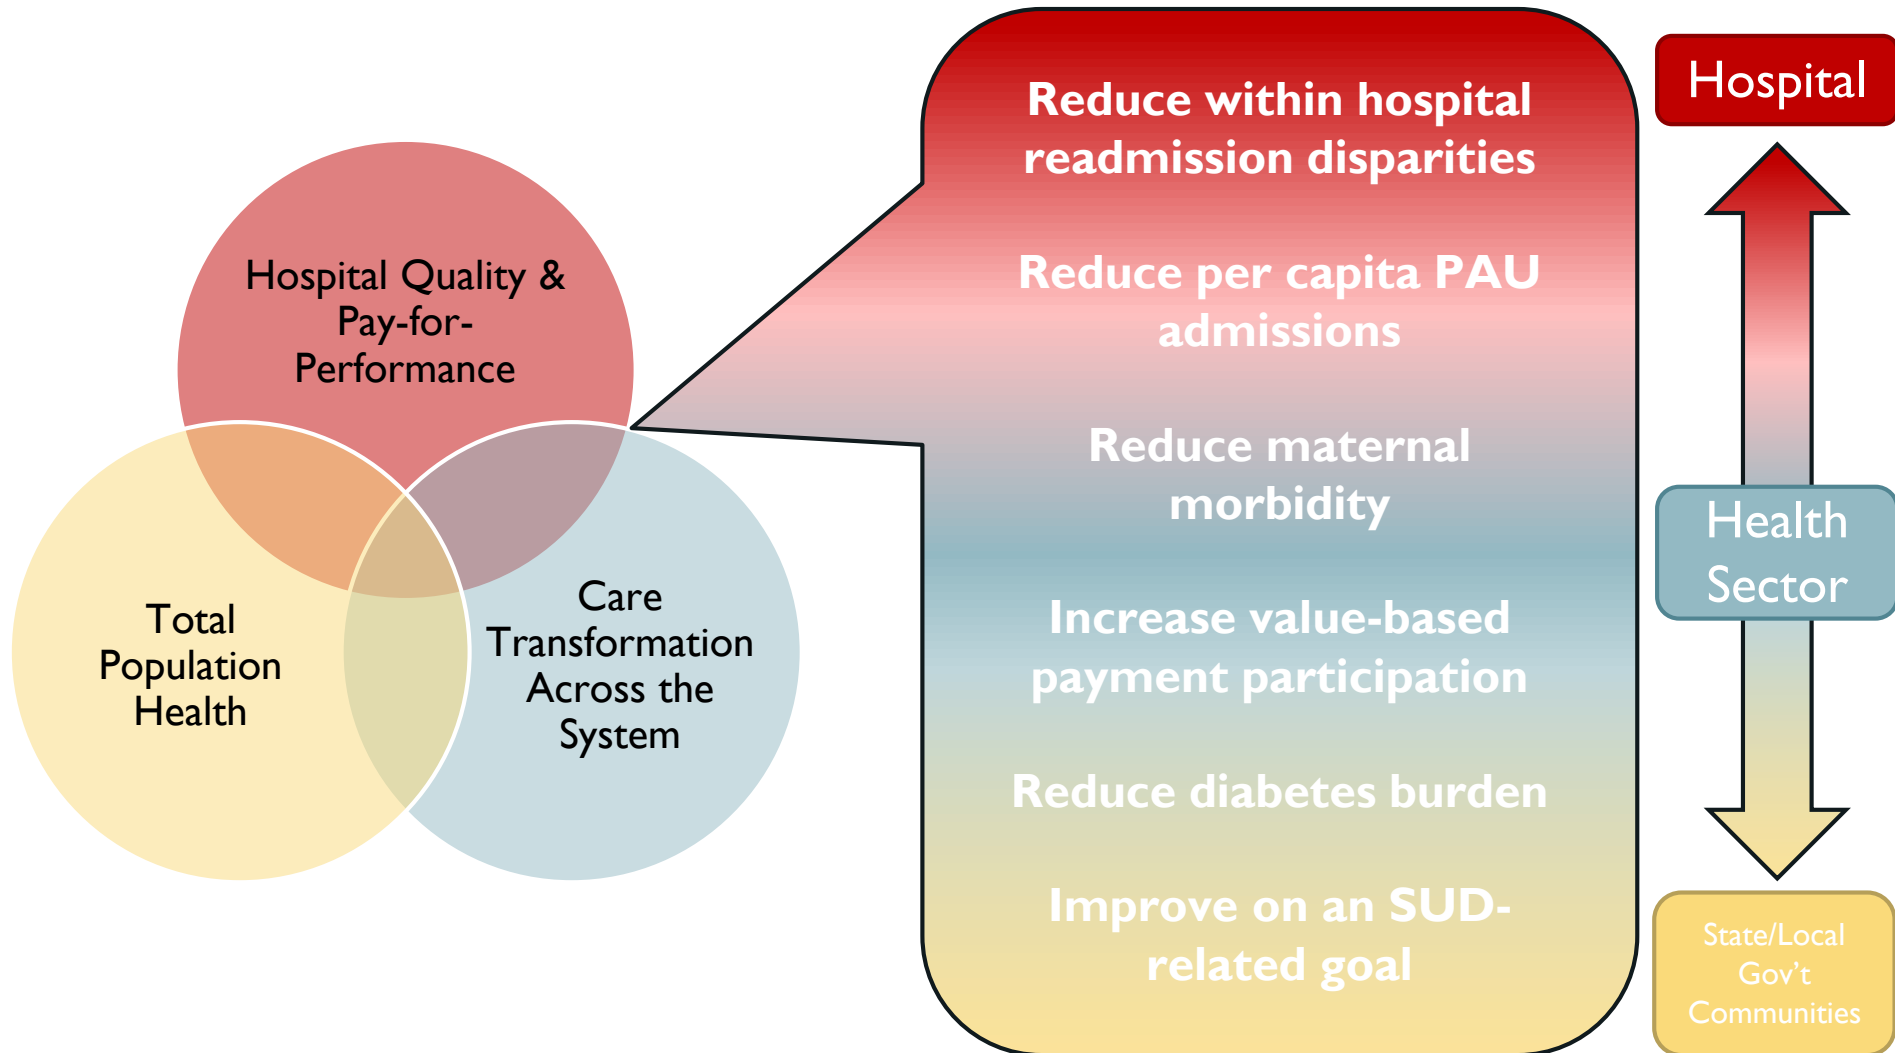 Hospital Quality &
Pay-for-
Performance
Total
Population
Health
Care
Transformation
Across the
System
Reduce within hospital
readmission disparities
Reduce per capita PAU
admissions
Reduce maternal
morbidity
Increase value-based
payment participation
Reduce diabetes burden
Improve on an SUD-
related goal
Hospital
Health
Sector
State/Local
Gov’t
Communities